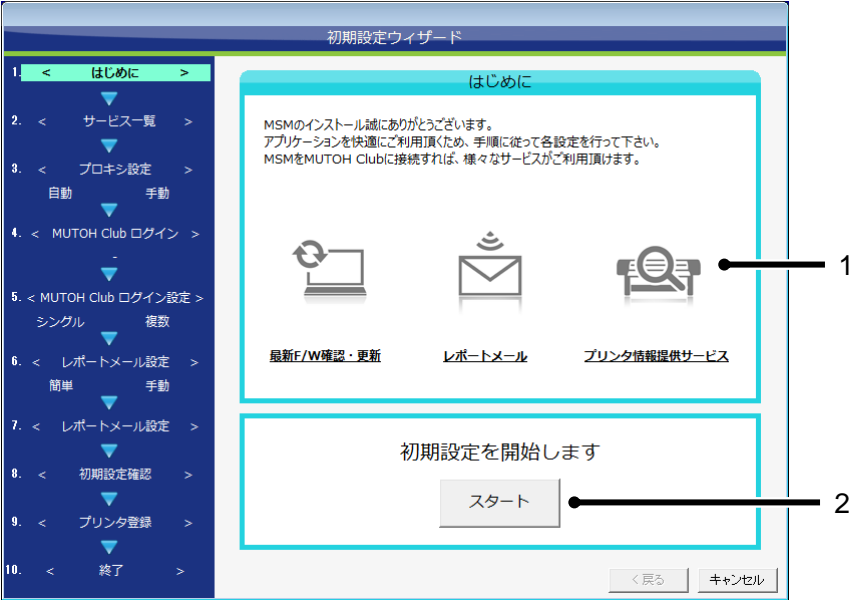 初期設定ウィザード
1. < はじめに >
2. < サービス一覧 >
3. < プロキシ設定 >
自動 手動
4. < MUTOH Club ログイン >
-
5. < MUTOH Club ログイン設定 >
シングル 複数
6. < レポートメール設定 >
簡単 手動
7. < レポートメール設定 >
8. < 初期設定確認 >
9. < プリンタ登録 >
10. < 終了 >
はじめに
MSMのインストール誠にありがとうございます。
アプリケーションを快適にご利用頂くため、手順に従って各設定を行って下さい。
MSMをMUTOH Clubに接続すれば、様々なサービスがご利用頂けます。
1
最新F/W確認・更新 レポートメール プリンタ情報提供サービス
初期設定を開始します
スタート
2
<戻る キャンセル